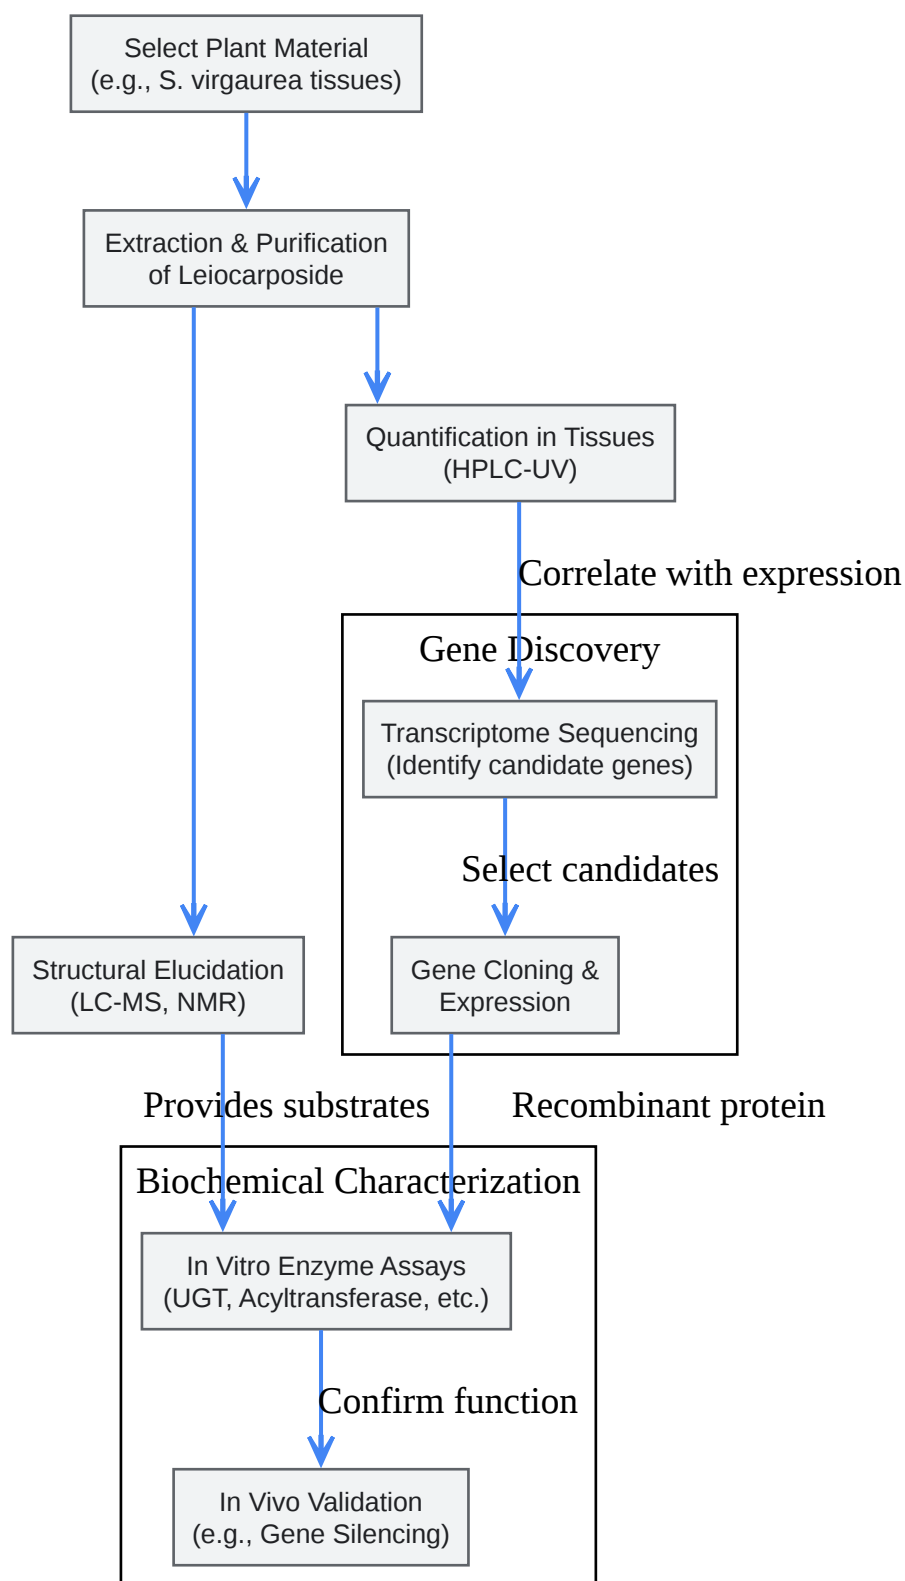 Select Plant Material
(e.g., S. virgaurea tissues)
Extraction & Purification
of Leiocarposide
Quantification in Tissues
(HPLC-UV)
Correlate with expression
Gene Discovery
Transcriptome Sequencing
(Identify candidate genes)
Select candidates
Structural Elucidation
(LC-MS, NMR)
Gene Cloning &
Expression
Provides substrates
Recombinant protein
Biochemical Characterization
In Vitro Enzyme Assays
(UGT, Acyltransferase, etc.)
Confirm function
In Vivo Validation
(e.g., Gene Silencing)